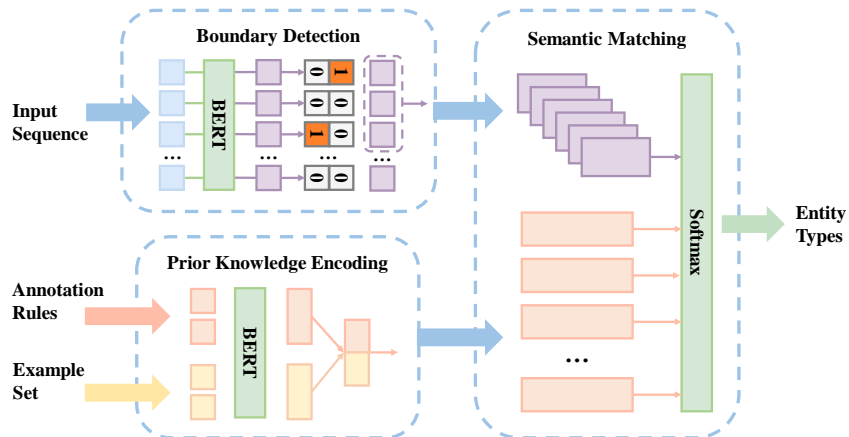 Boundary Detection
Semantic Matching
Input
Sequence
BERT
0 1
0 0
1 0
... ... ... ...
0 0
Softmax
Entity
Types
Prior Knowledge Encoding
Annotation
Rules
BERT
Example
Set
...